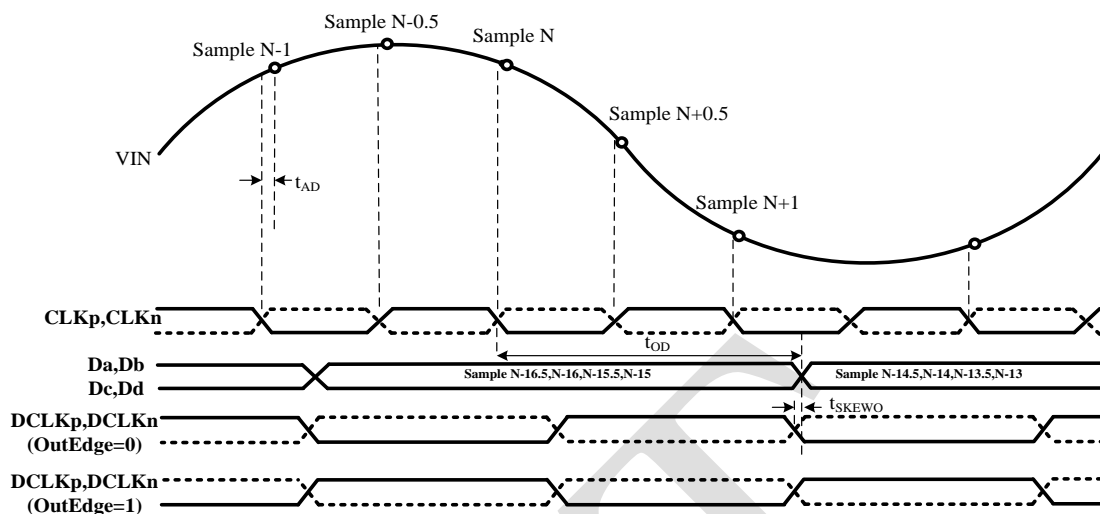 Sample N-0.5
Sample N-1
Sample N
Sample N+0.5
VIN
tAD
Sample N+1
CLKp,CLKn
tOD
Da,Db
Dc,Dd
Sample N-16.5,N-16,N-15.5,N-15
Sample N-14.5,N-14,N-13.5,N-13
tSKEWO
DCLKp,DCLKn
(OutEdge=0)
DCLKp,DCLKn
(OutEdge=1)